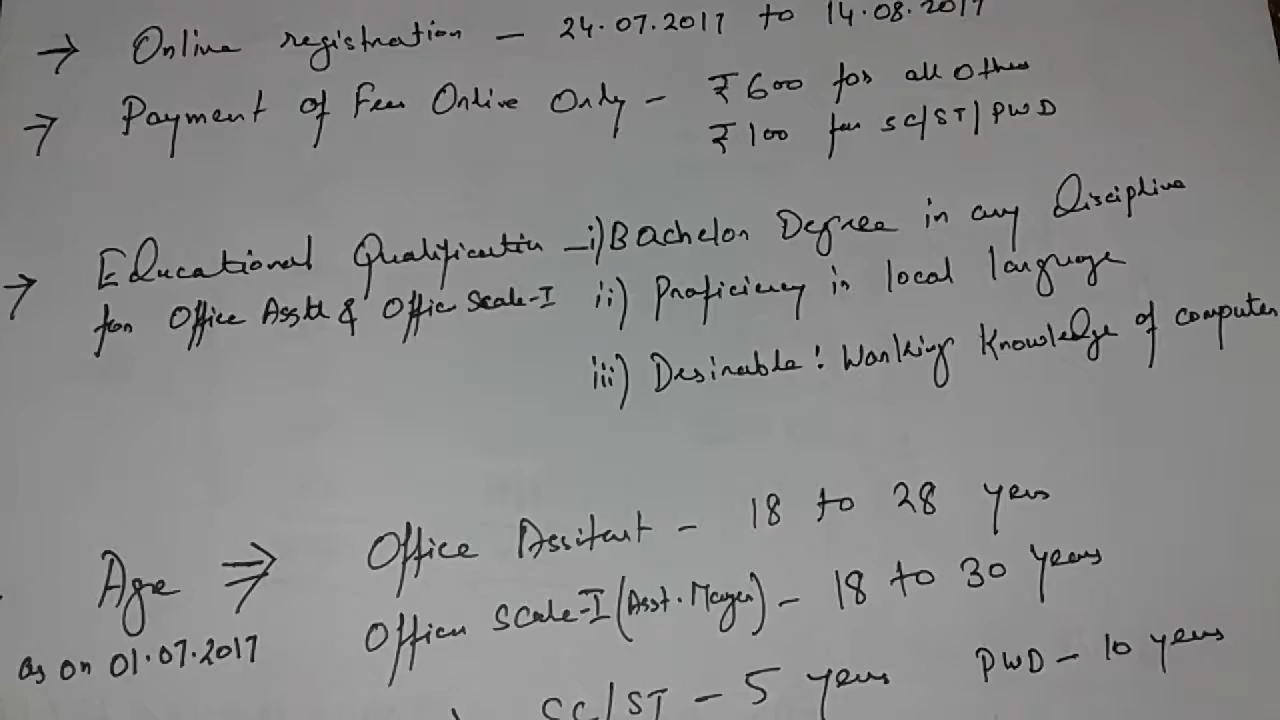 → Online registration - 24.07.2017 to 14.08.2017
→ Payment of Fees Online Only - ₹600 for all others
₹100 for SC/ST/PWD
→ Educational Qualification - i) Bachelor Degree in any Discipline
for Office Asstt & Offic Scale-I ii) Proficiency in local language
iii) Desirable: Working Knowledge of computer
Age ⇒ Office Assitant - 18 to 28 years
Officer Scale-I (Asst. Manger) - 18 to 30 years
as on 01.07.2017
SC/ST - 5 years PWD - 10 years